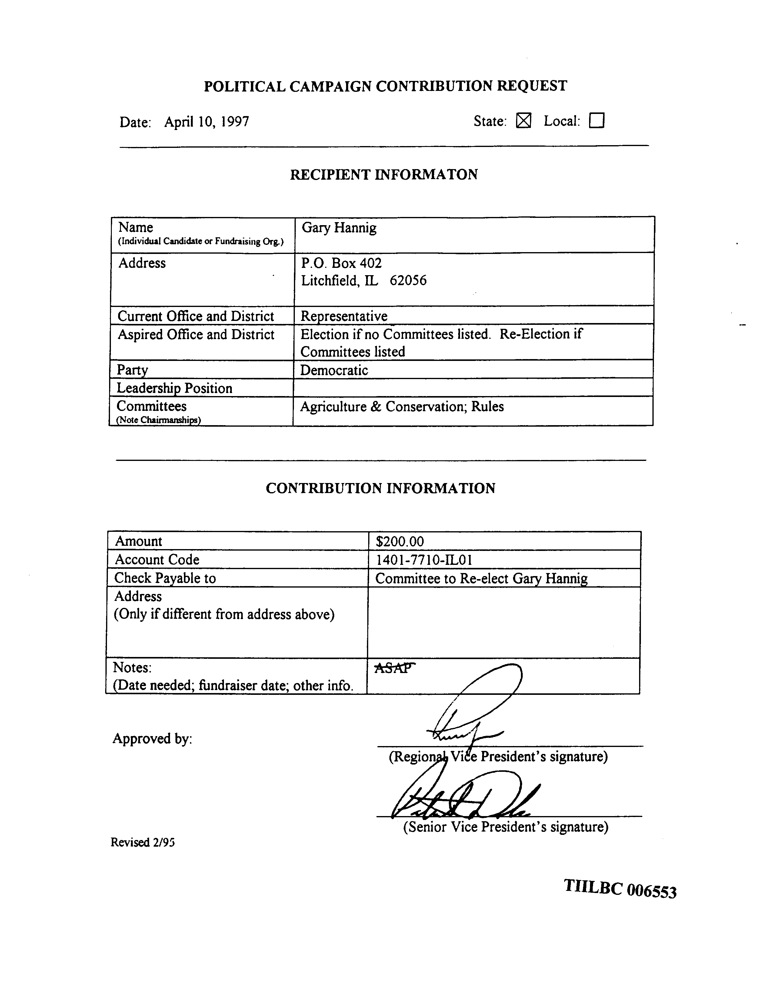 POLITICAL CAMPAIGN CONTRIBUTION REQUEST
Date: April 10, 1997 State: ☒ Local: ☐
RECIPIENT INFORMATON
Name Gary Hannig
(Individual Candidate or Fundraising Org.)
Address P.O. Box 402
Litchfield, IL 62056
Current Office and District Representative
Aspired Office and District Election if no Committees listed. Re-Election if
Committees listed
Party Democratic
Leadership Position
Committees Agriculture & Conservation; Rules
(Note Chairmanships)
CONTRIBUTION INFORMATION
Amount $200.00
Account Code 1401-7710-IL01
Check Payable to Committee to Re-elect Gary Hannig
Address
(Only if different from address above)
Notes: ASAP
(Date needed; fundraiser date; other info.
Approved by:
(Regional Vice President's signature)
(Senior Vice President's signature)
Revised 2/95
TIILBC 006553